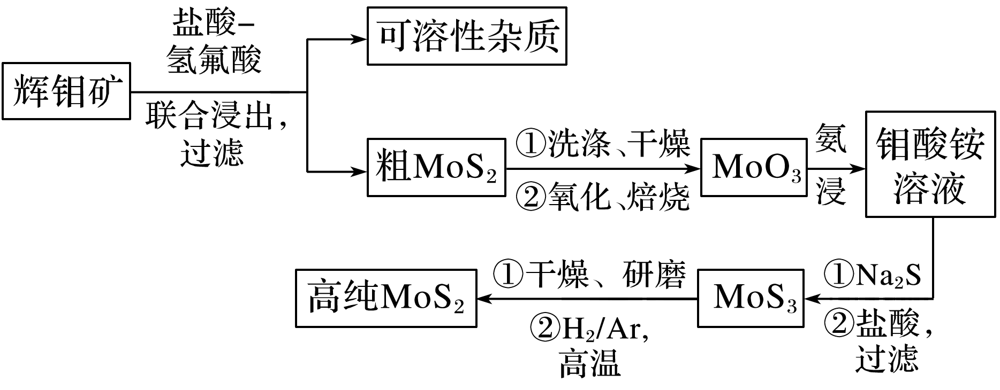 盐酸-
氢氟酸
可溶性杂质
辉钼矿
联合浸出,
过滤
粗MoS₂
①洗涤、干燥
②氧化、焙烧
MoO₃
氨
浸
钼酸铵
溶液
①Na₂S
②盐酸,
过滤
MoS₃
①干燥、研磨
②H₂/Ar,
高温
高纯MoS₂